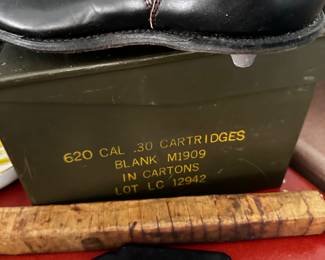 620 CAL .30 CARTRIDGES
BLANK M1909
IN CARTONS
LOT LC 12942